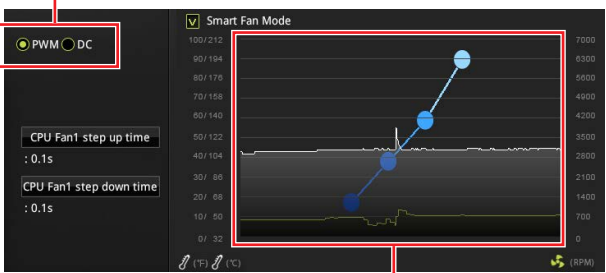 V Smart Fan Mode
PWM DC
100/212 7000
90/194 6300
80/176 5600
70/158 4900
60/140 4200
50/122 3500
40/104 2800
30/ 86 2100
20/ 68 1400
10/ 50 700
0/ 32 0
CPU Fan1 step up time
: 0.1s
CPU Fan1 step down time
: 0.1s
(°F) (°C) (RPM)